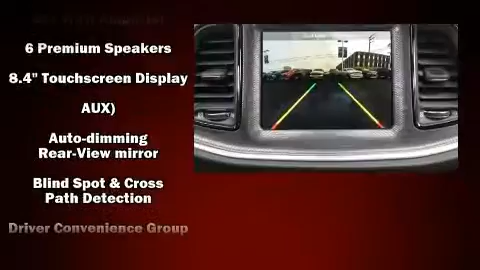 6 Premium Speakers
8.4" Touchscreen Display
AUX)
Auto-dimming
Rear-View mirror
Blind Spot & Cross
Path Detection
Driver Convenience Group